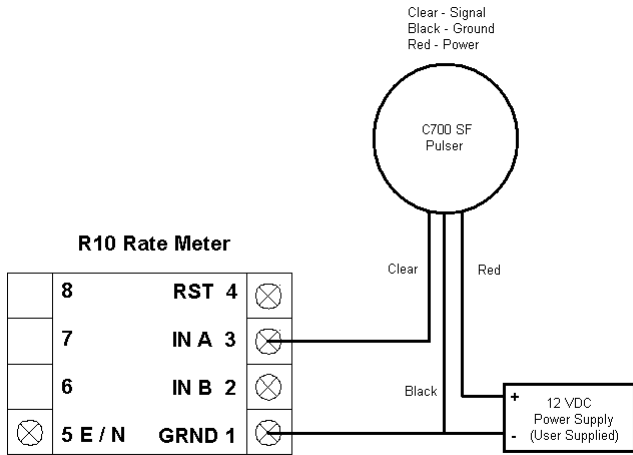 Clear - Signal
Black - Ground
Red - Power
C700 SF
Pulser
R10 Rate Meter
Clear
Red
8 RST 4
7 IN A 3
6 IN B 2
Black
5 E / N GRND 1
+
12 VDC
Power Supply
- (User Supplied)